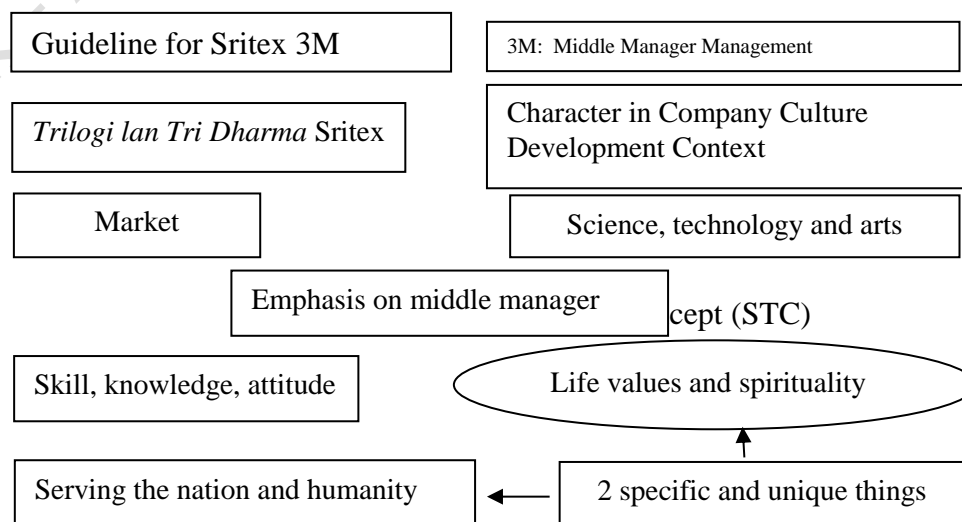 Guideline for Sritex 3M
3M: Middle Manager Management
Trilogi lan Tri Dharma Sritex
Character in Company Culture
Development Context
Market
Science, technology and arts
Emphasis on middle manager
cept (STC)
Skill, knowledge, attitude
Life values and spirituality
Serving the nation and humanity
2 specific and unique things